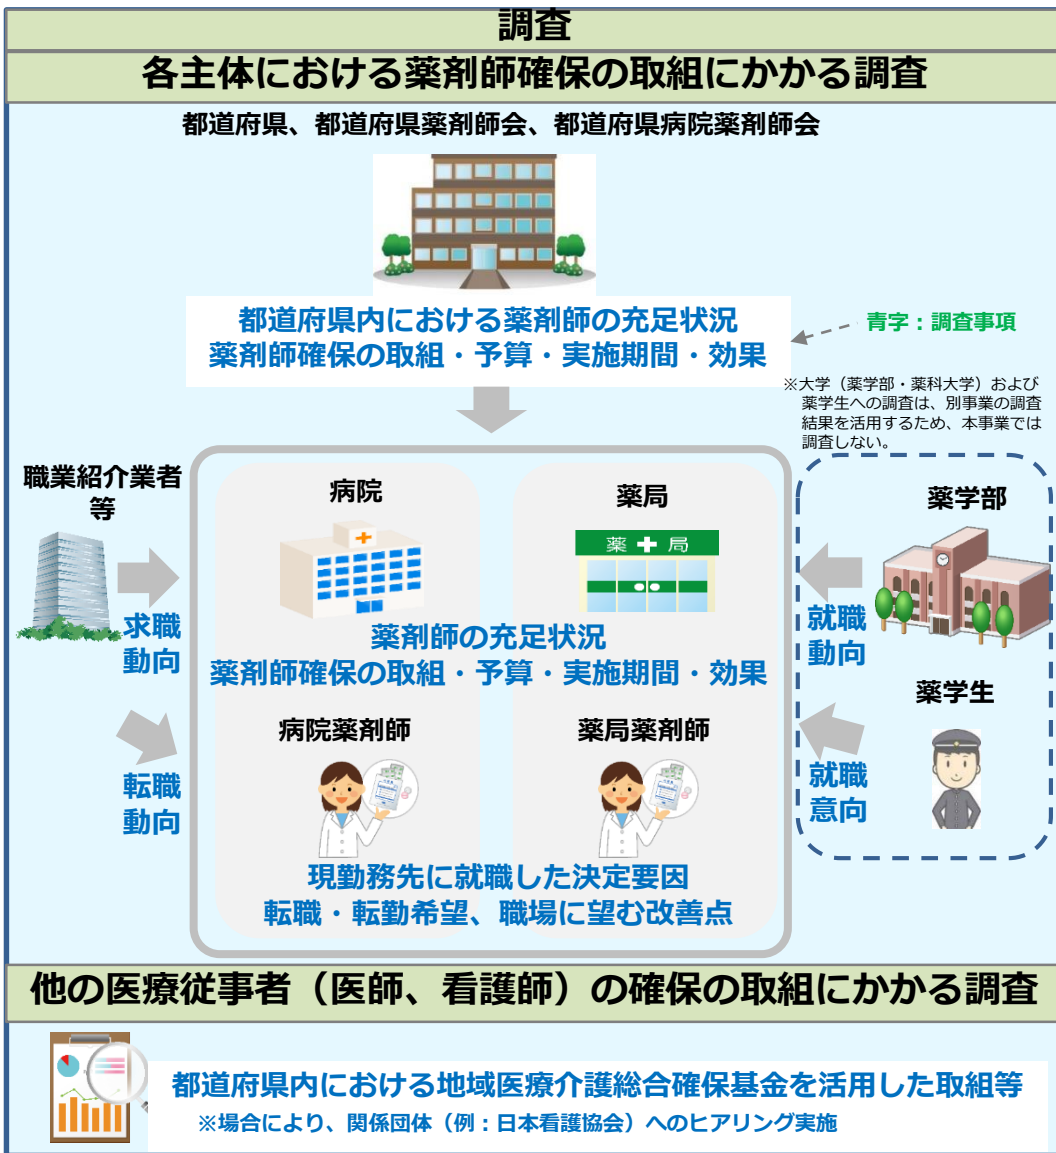 調査
各主体における薬剤師確保の取組にかかる調査
都道府県、都道府県薬剤師会、都道府県病院薬剤師会
都道府県内における薬剤師の充足状況
薬剤師確保の取組・予算・実施期間・効果
青字：調査事項
※大学（薬学部・薬科大学）および
薬学生への調査は、別事業の調査
結果を活用するため、本事業では
調査しない。
職業紹介業者
等
求職
動向
転職
動向
病院
薬局
薬局
薬剤師の充足状況
薬剤師確保の取組・予算・実施期間・効果
病院薬剤師
薬局薬剤師
現勤務先に就職した決定要因
転職・転勤希望、職場に望む改善点
薬学部
就職
動向
薬学生
就職
意向
他の医療従事者（医師、看護師）の確保の取組にかかる調査
都道府県内における地域医療介護総合確保基金を活用した取組等
※場合により、関係団体（例：日本看護協会）へのヒアリング実施